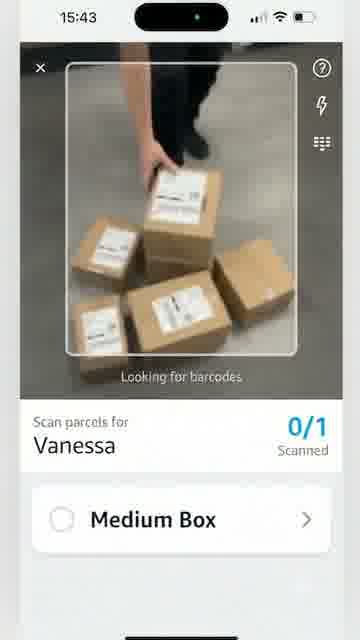 15:43
Looking for barcodes
Scan parcels for
Vanessa
0/1
Scanned
Medium Box